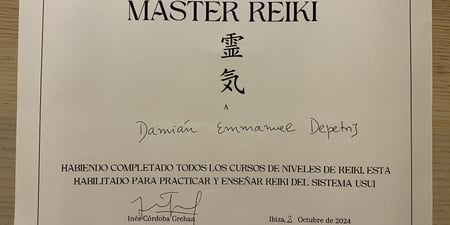 MASTER REIKI
霊
気
A
Damián Emmanuel Depetris
HABIENDO COMPLETADO TODOS LOS CURSOS DE NIVELES DE REIKI, ESTA
HABILITADO PARA PRACTICAR Y ENSEÑAR REIKI DEL SISTEMA USUI
Inés Córdoba Grehan
Ibiza, 2 Octubre de 2024